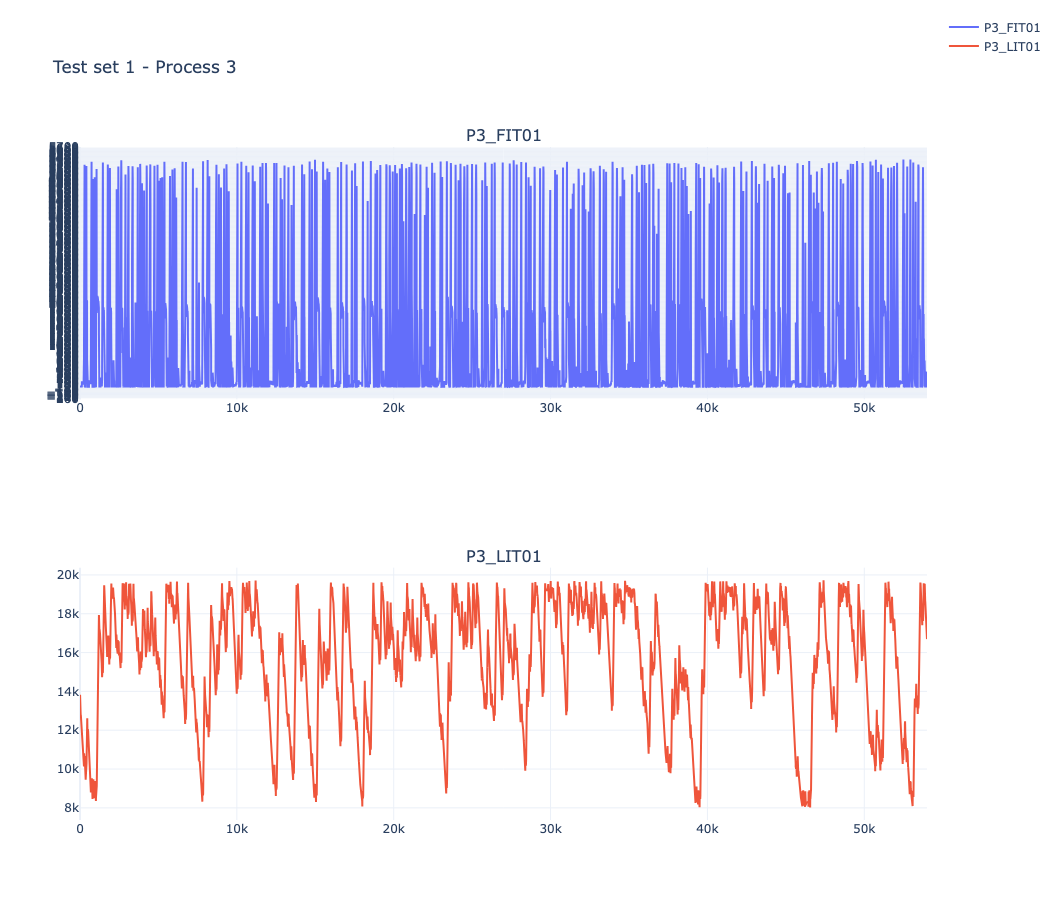 P3_FIT01
P3_LIT01
Test set 1 - Process 3
P3_FIT01
0 10k 20k 30k 40k 50k
P3_LIT01
20k
18k
16k
14k
12k
10k
8k
0 10k 20k 30k 40k 50k